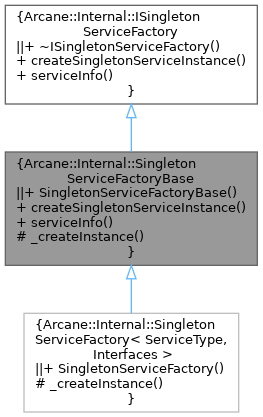 {Arcane::Internal::ISingleton
ServiceFactory
||+ ~ISingletonServiceFactory()
+ createSingletonServiceInstance()
+ serviceInfo()
}
{Arcane::Internal::Singleton
ServiceFactoryBase
||+ SingletonServiceFactoryBase()
+ createSingletonServiceInstance()
+ serviceInfo()
# _createInstance()
}
{Arcane::Internal::Singleton
ServiceFactory< ServiceType,
Interfaces >
||+ SingletonServiceFactory()
# _createInstance()
}